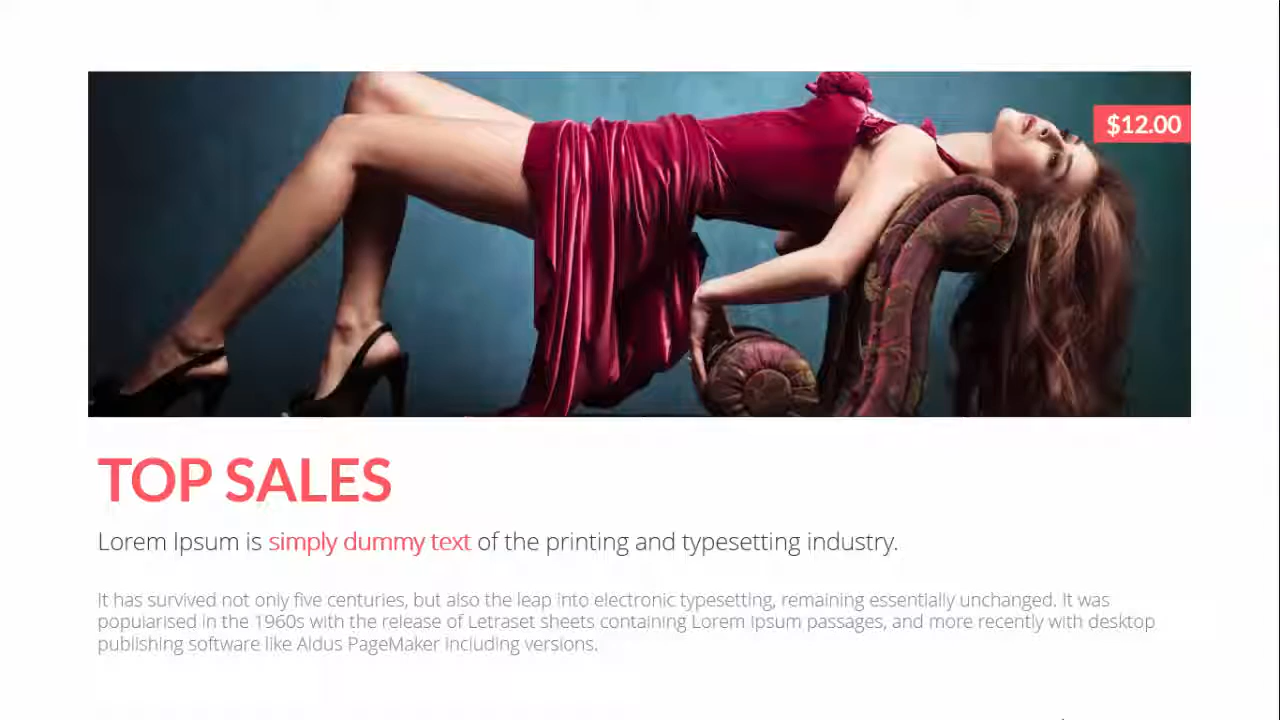 $12.00
TOP SALES
Lorem Ipsum is simply dummy text of the printing and typesetting industry.
It has survived not only five centuries, but also the leap into electronic typesetting, remaining essentially unchanged. It was
popularised in the 1960s with the release of Letraset sheets containing Lorem Ipsum passages, and more recently with desktop
publishing software like Aldus PageMaker including versions.